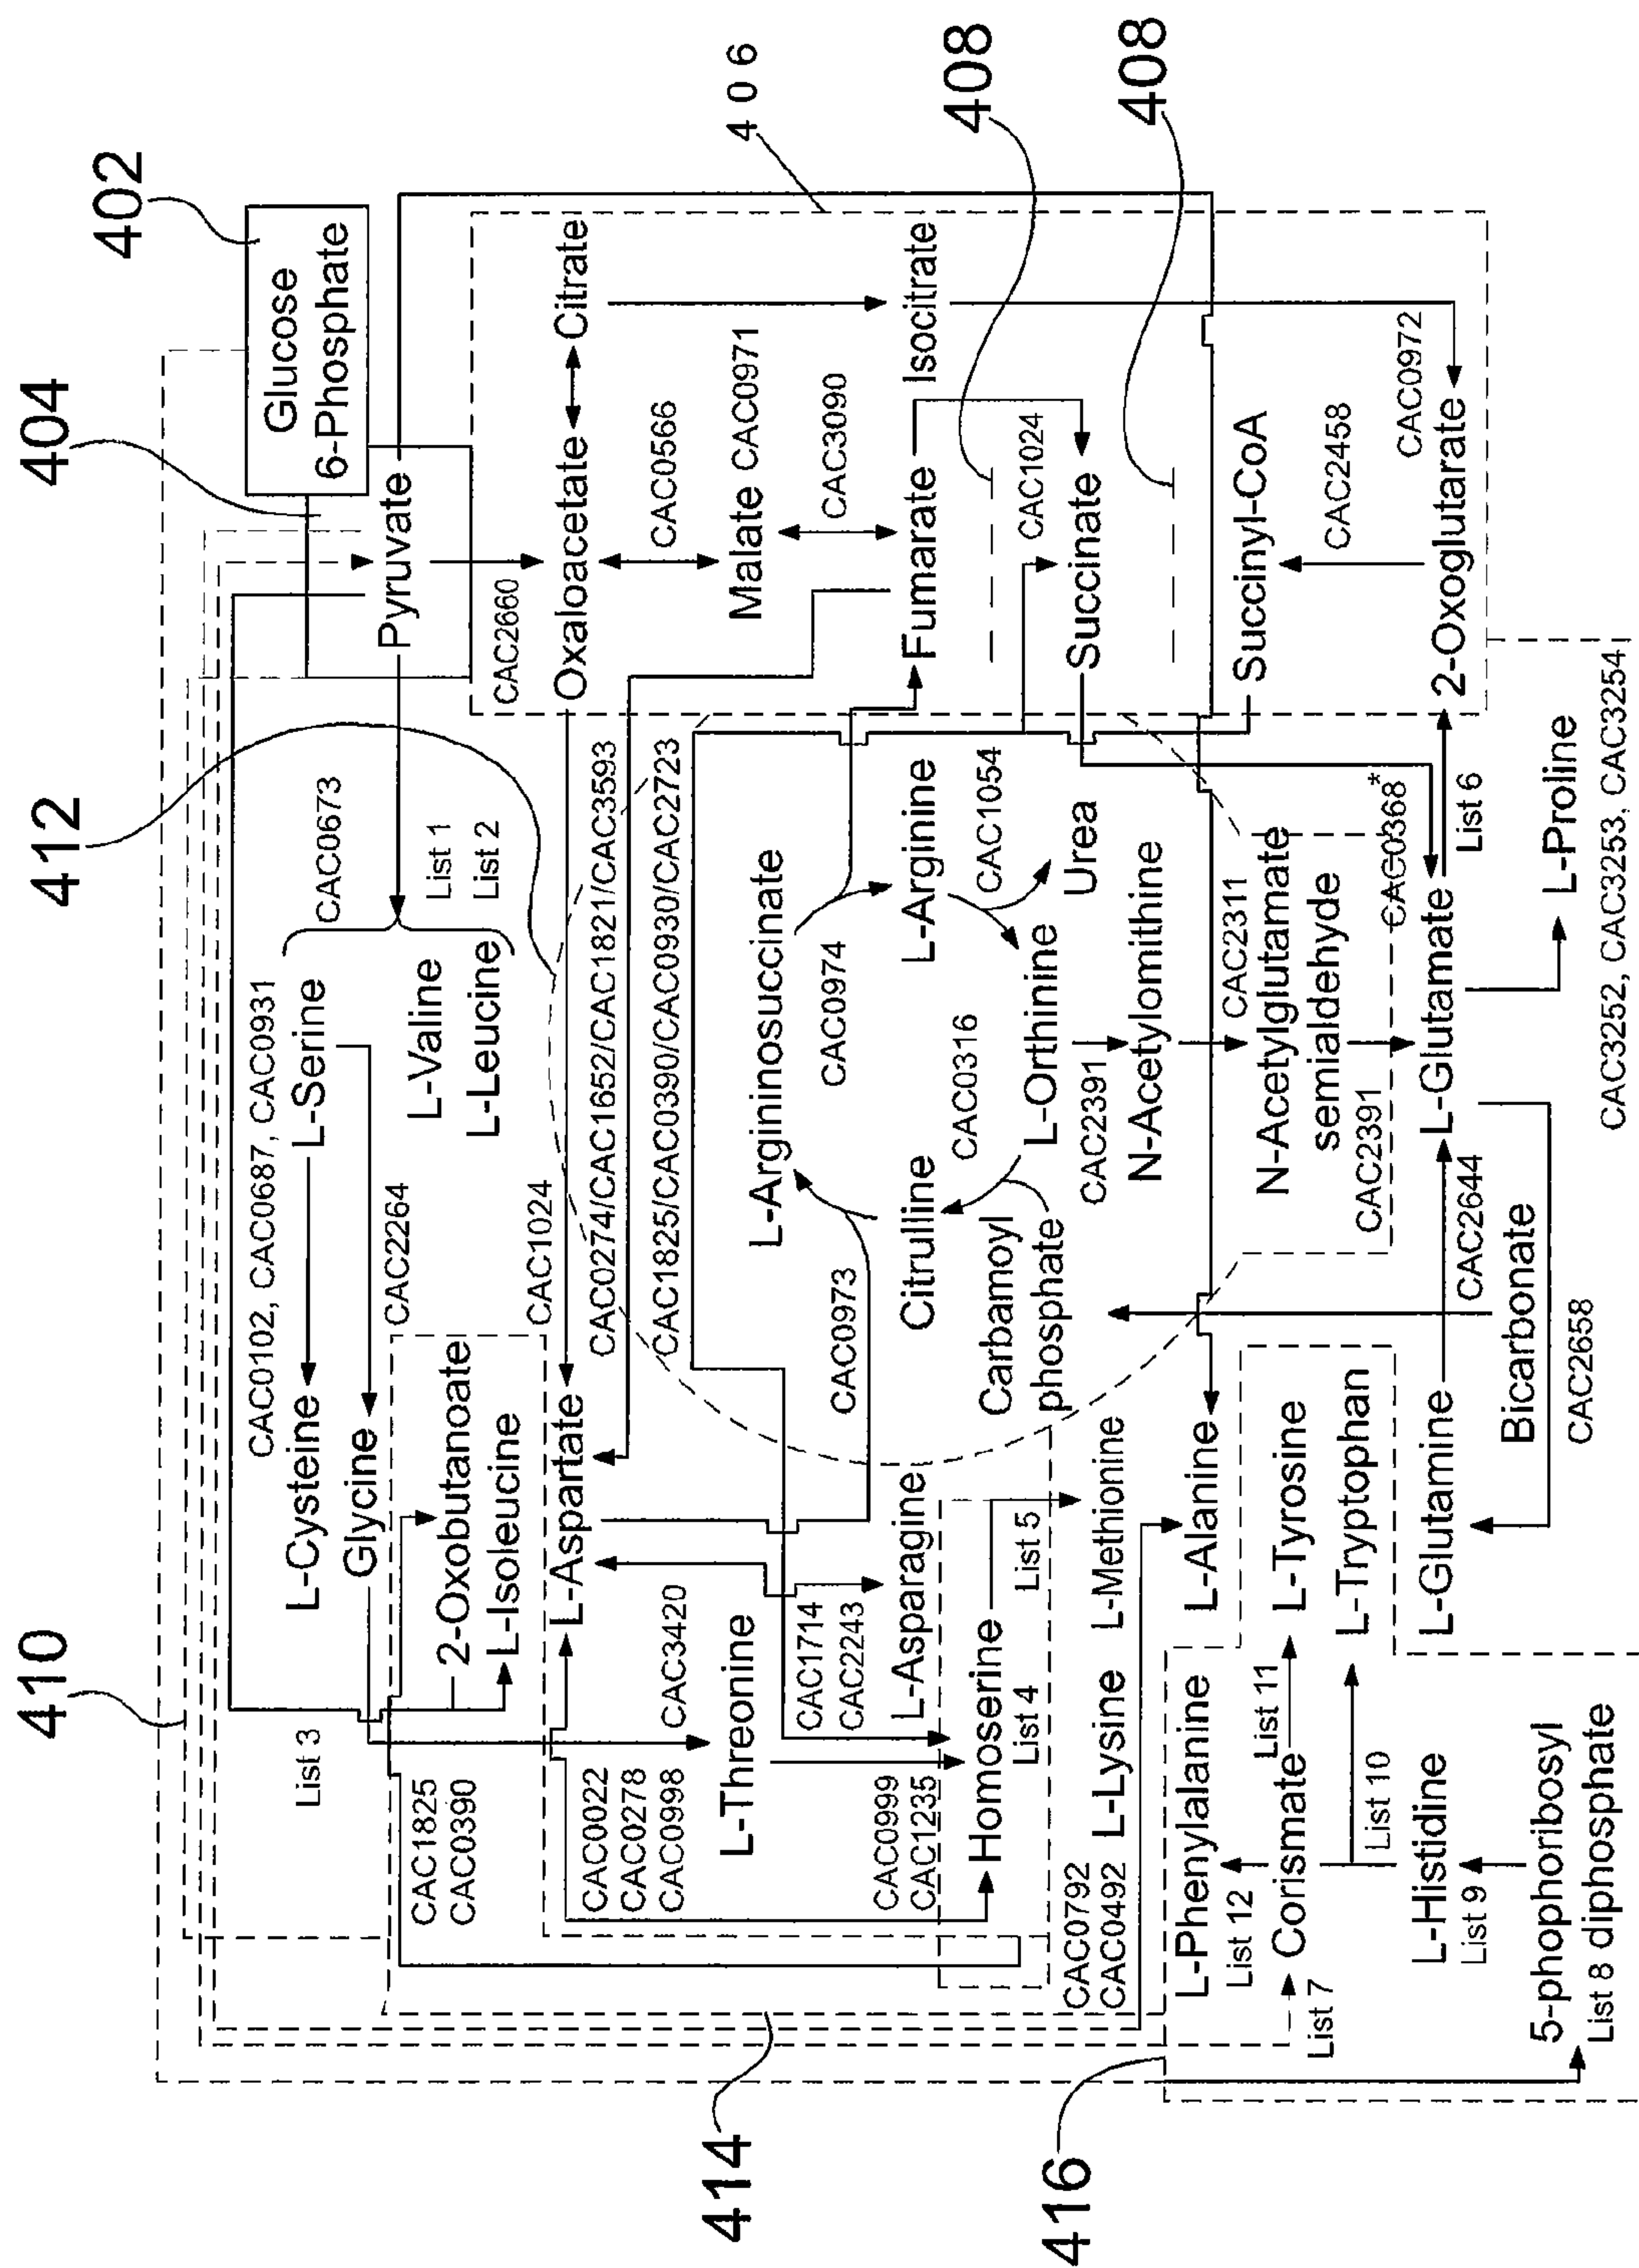 410
412
404
402
Glucose
6-Phosphate
List 3
CAC0102, CAC0687, CAC0931
CAC0673
L-Cysteine
L-Serine
Glycine
List 1
List 2
L-Valine
L-Leucine
Pyruvate
CAC1825
CAC0390
2-Oxobutanoate
L-Isoleucine
CAC2264
CAC2660
CAC1024
L-Aspartate
Oxaloacetate
Citrate
CAC0022
CAC0278
CAC0998
CAC3420
CAC0274/CAC1652/CAC1821/CAC3593
CAC0566
CAC1825/CAC0390/CAC0930/CAC2723
Malate
CAC0971
L-Threonine
L-Argininosuccinate
CAC3090
406
CAC1714
CAC2243
CAC0973
CAC0974
CAC0999
CAC1235
L-Asparagine
Citrulline
L-Arginine
Fumarate
Isocitrate
408
Homoserine
List 4
List 5
Carbamoyl
phosphate
CAC0316
CAC1054
L-Orthinine
Urea
CAC1024
Succinate
CAC0792
CAC0492
L-Lysine
L-Methionine
CAC2391
N-Acetylomithine
408
414
L-Phenylalanine
L-Alanine
CAC2311
Succinyl-CoA
List 12
List 11
Corismate
L-Tyrosine
N-Acetylglutamate
semialdehyde
CAC2458
List 7
L-Tryptophan
CAC2391
CAC0368*
CAC0972
416
List 10
L-Histidine
List 9
L-Glutamine
CAC2644
L-Glutamate
List 6
2-Oxoglutarate
5-phophoribosyl
List 8 diphosphate
Bicarbonate
CAC2658
L-Proline
CAC3252, CAC3253, CAC3254